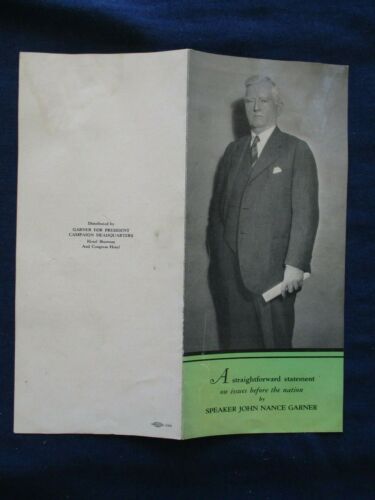 Distributed by
GARNER FOR PRESIDENT
CAMPAIGN HEADQUARTERS
Hotel Sherman
And Congress Hotel
A straightforward statement
on issues before the nation
by
SPEAKER JOHN NANCE GARNER